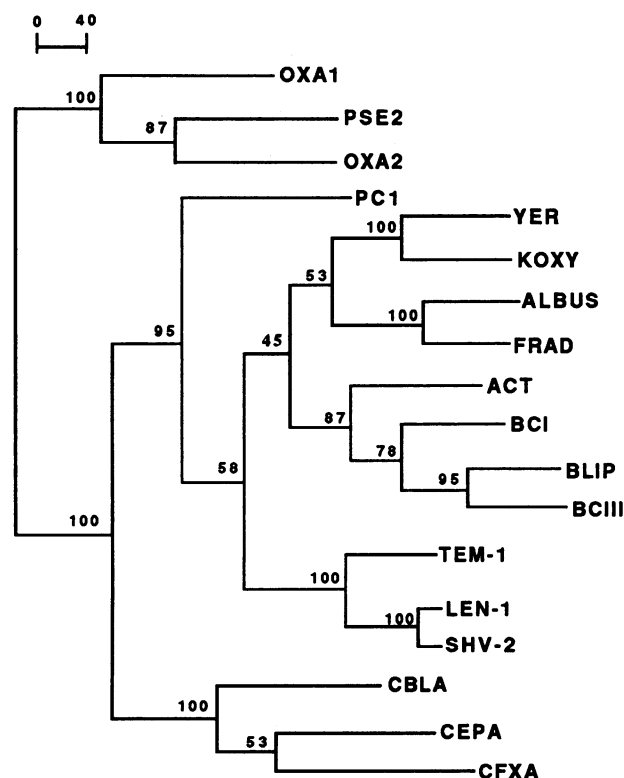 0 40
OXA1
100
PSE2
87
OXA2
PC1
YER
100
KOXY
53
ALBUS
100
FRAD
95
45
ACT
87
BCI
78
BLIP
95
BCIII
58
100
TEM-1
100
LEN-1
100
SHV-2
CBLA
100
CEPA
53
CFXA